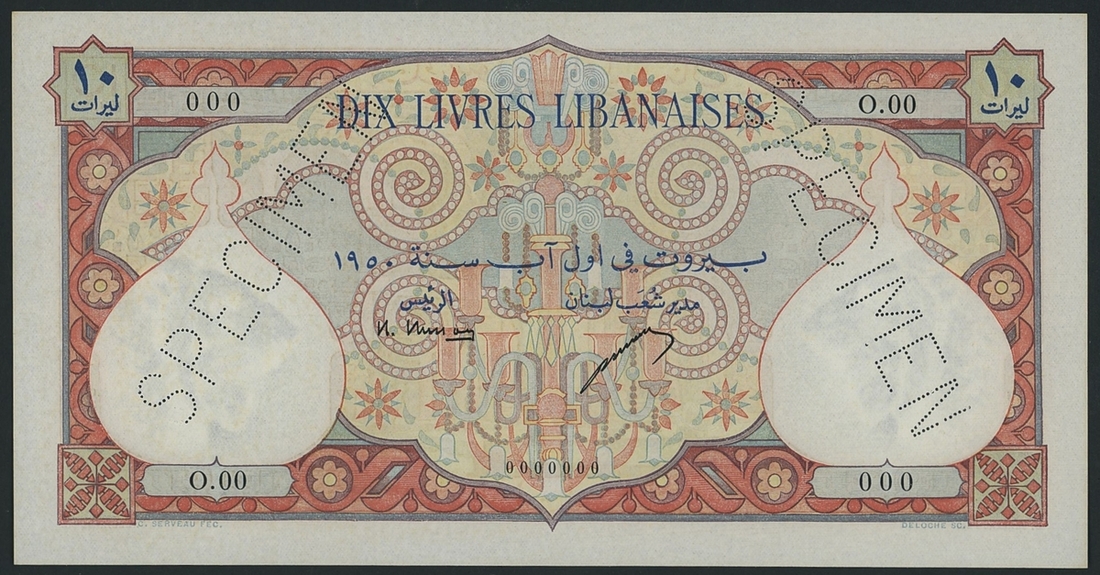 ١٠
ليرات
١٠
ليرات
000
O.00
DIX LIVRES LIBANAISES
SPECIMEN
SPECIMEN
بيروت في اول آب سنة ١٩٥٠
مدير شعب لبنان
الرئيس
0000000
O.00
000
C. SERVEAU FEC.
DELOCHE SC.